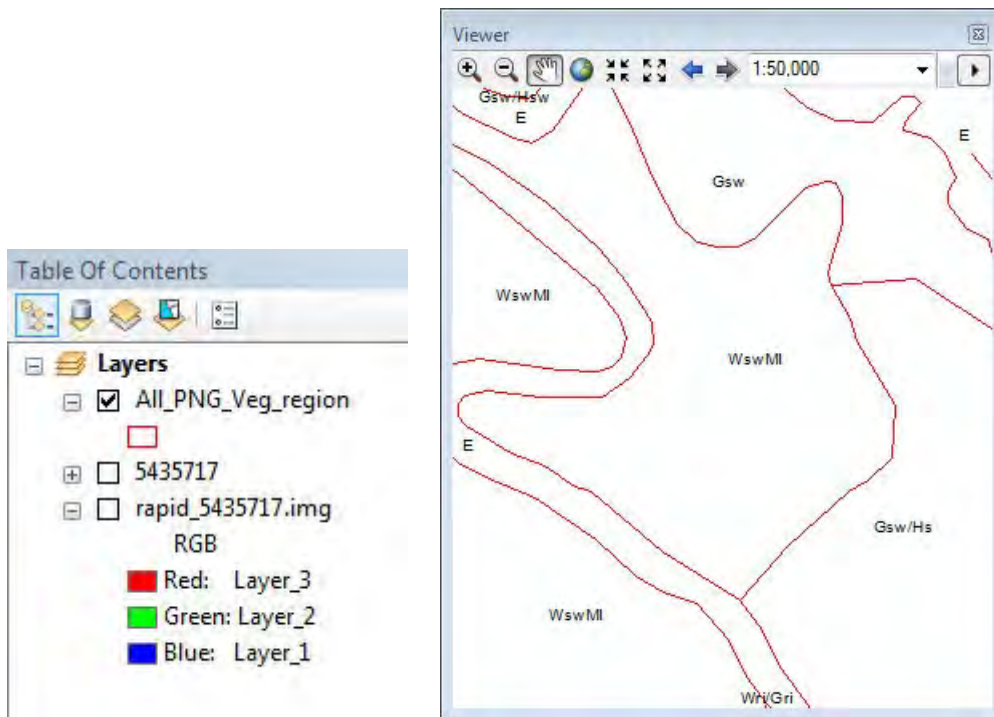 Table Of Contents
Layers
All_PNG_Veg_region
5435717
rapid_5435717.img
RGB
Red: Layer_3
Green: Layer_2
Blue: Layer_1
Viewer
1:50,000
Gsw/Hsw
E
E
Gsw
WswMl
WswMl
E
Gsw/Hs
WswMl
Wri/Gri